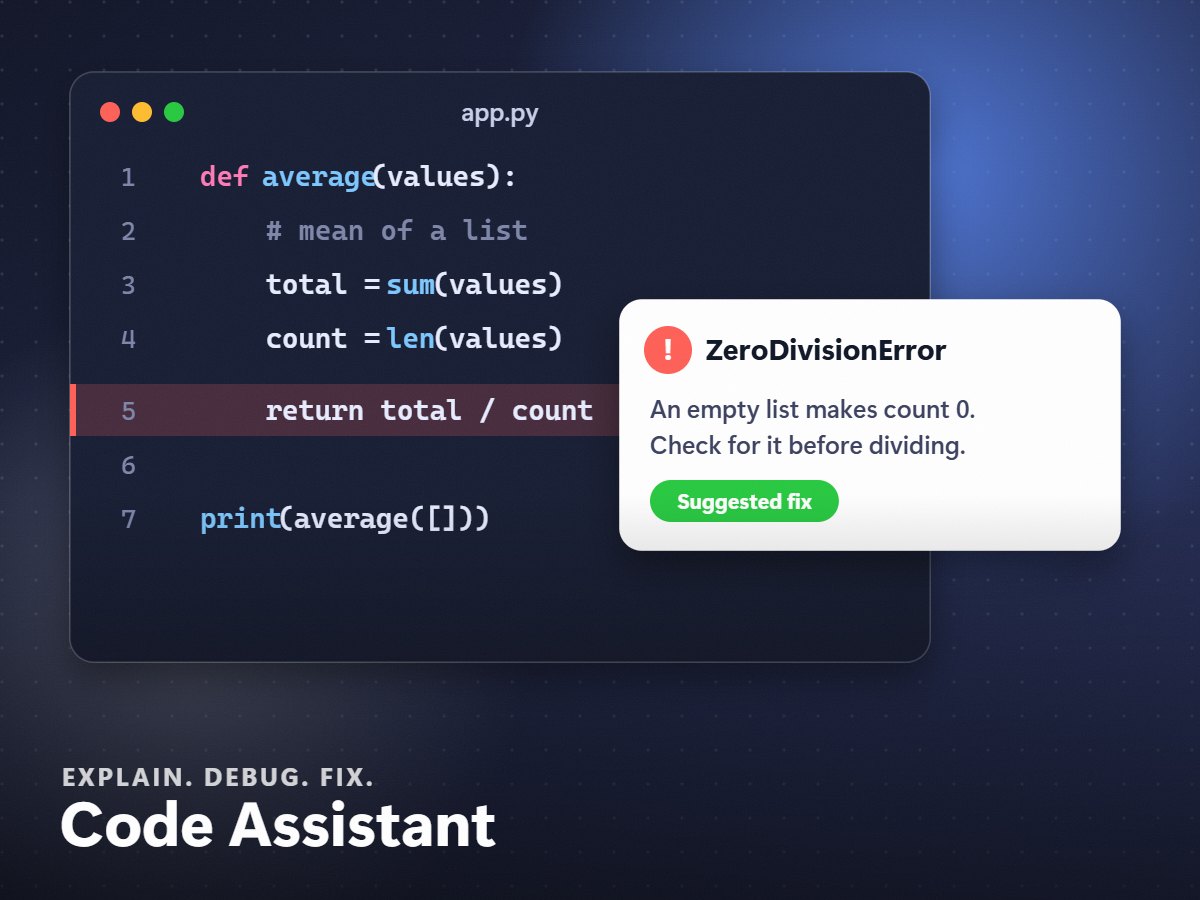 app.py
1 def average(values):
2 # mean of a list
3 total = sum(values)
4 count = len(values)
5 return total / count
6
7 print(average([]))
ZeroDivisionError
An empty list makes count 0.
Check for it before dividing.
Suggested fix
EXPLAIN. DEBUG. FIX.
Code Assistant